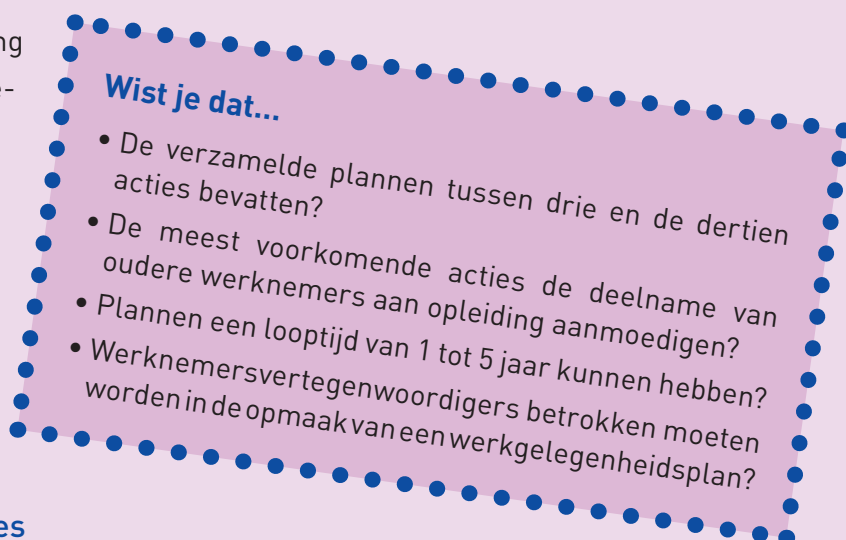 ng
e-
Wist je dat...
• De verzamelde plannen tussen drie en de dertien
acties bevatten?
• De meest voorkomende acties de deelname van
oudere werknemers aan opleiding aanmoedigen?
• Plannen een looptijd van 1 tot 5 jaar kunnen hebben?
• Werknemersvertegenwoordigers betrokken moeten
worden in de opmaak van een werkgelegenheidsplan?
es